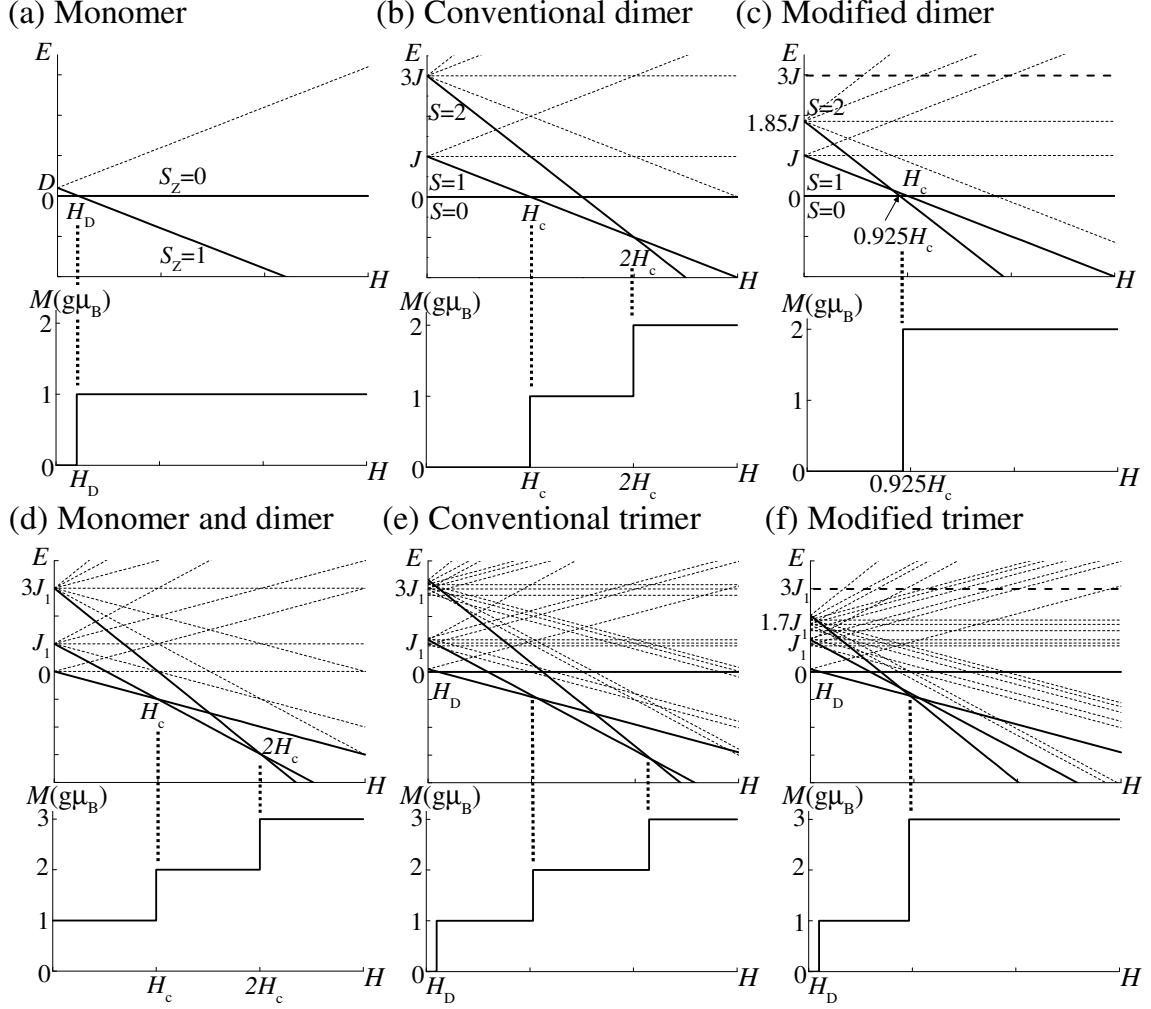 (a) Monomer
E
D
0
S_Z=0
H_D
S_Z=1
H
M(gμ_B)
2
1
0
H_D
H
(b) Conventional dimer
E
3J
S=2
J
S=1
0
S=0
H_c
2H_c
H
M(gμ_B)
2
1
0
H_c
2H_c
H
(c) Modified dimer
E
3J
S=2
1.85J
J
S=1
H_c
0
S=0
0.925H_c
H
M(gμ_B)
2
1
0
0.925H_c
H
(d) Monomer and dimer
E
3J_1
J_1
0
H_c
2H_c
H
M(gμ_B)
3
2
1
0
H_c
2H_c
H
(e) Conventional trimer
E
3J_1
J_1
0
H_D
H
M(gμ_B)
3
2
1
0
H_D
H
(f) Modified trimer
E
3J_1
1.7J_1
J_1
0
H_D
H
M(gμ_B)
3
2
1
0
H_D
H